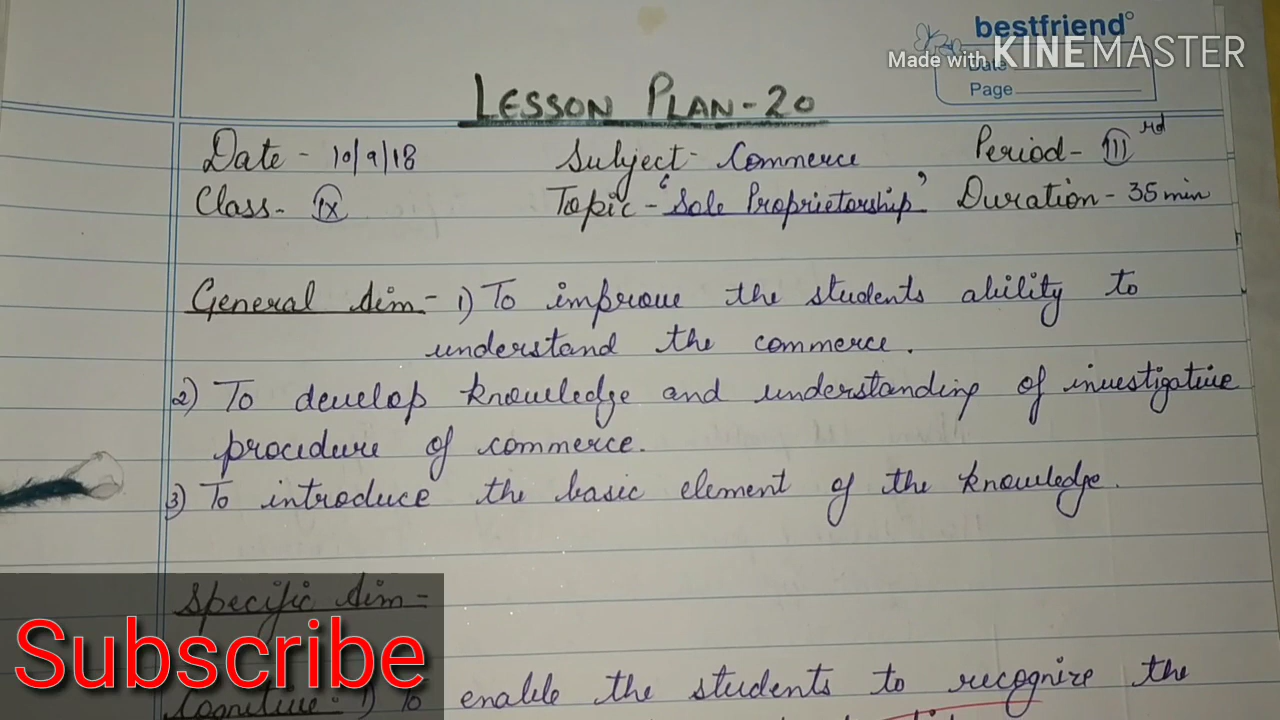 bestfriend
Made with KINEMASTER
Date
Page
LESSON PLAN-20
Date - 10/9/18 Subject- Commerce Period- III rd
Class- IX Topic - 'Sole Proprietorship' Duration - 35 min
General Aim - 1) To improve the students ability to
understand the commerce.
2) To develop knowledge and understanding of investigative
procedure of commerce.
3) To introduce the basic element of the knowledge.
Specific Aim -
Subscribe
Cognitive - 1) To enable the students to recognize the